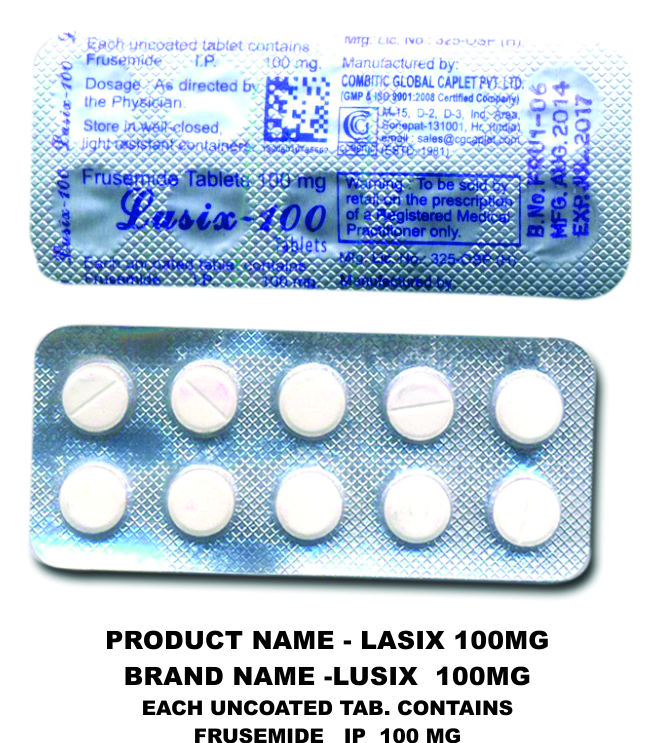 Each uncoated tablet contains
Frusemide I.P. 100 mg.
Dosage : As directed by
the Physician.
Store in well-closed,
light resistant containers
Frusemide Tablets 100 mg
Lusix-100
Tablets
Each uncoated tablet contains
Frusemide I.P. 100 mg.
Lusix-100
Lusix-100
Mfg. Lic. No : 325-OSP (H)
Manufactured by:
COMBITIC GLOBAL CAPLET PVT. LTD.
(GMP & ISO 9001:2008 Certified Company)
M-15, D-2, D-3, Ind. Area,
Sonepat-131001, Hr. (India)
email : sales@cgcaplet.com
(ESTD. 1981)
Warning : To be sold by
retail on the prescription
of a Registered Medical
Practitioner only.
Mfg. Lic. No.: 325-OSP (H)
Manufactured by:
MFG. AUG. 2014
PRODUCT NAME - LASIX 100MG
BRAND NAME -LUSIX 100MG
EACH UNCOATED TAB. CONTAINS
FRUSEMIDE IP 100 MG